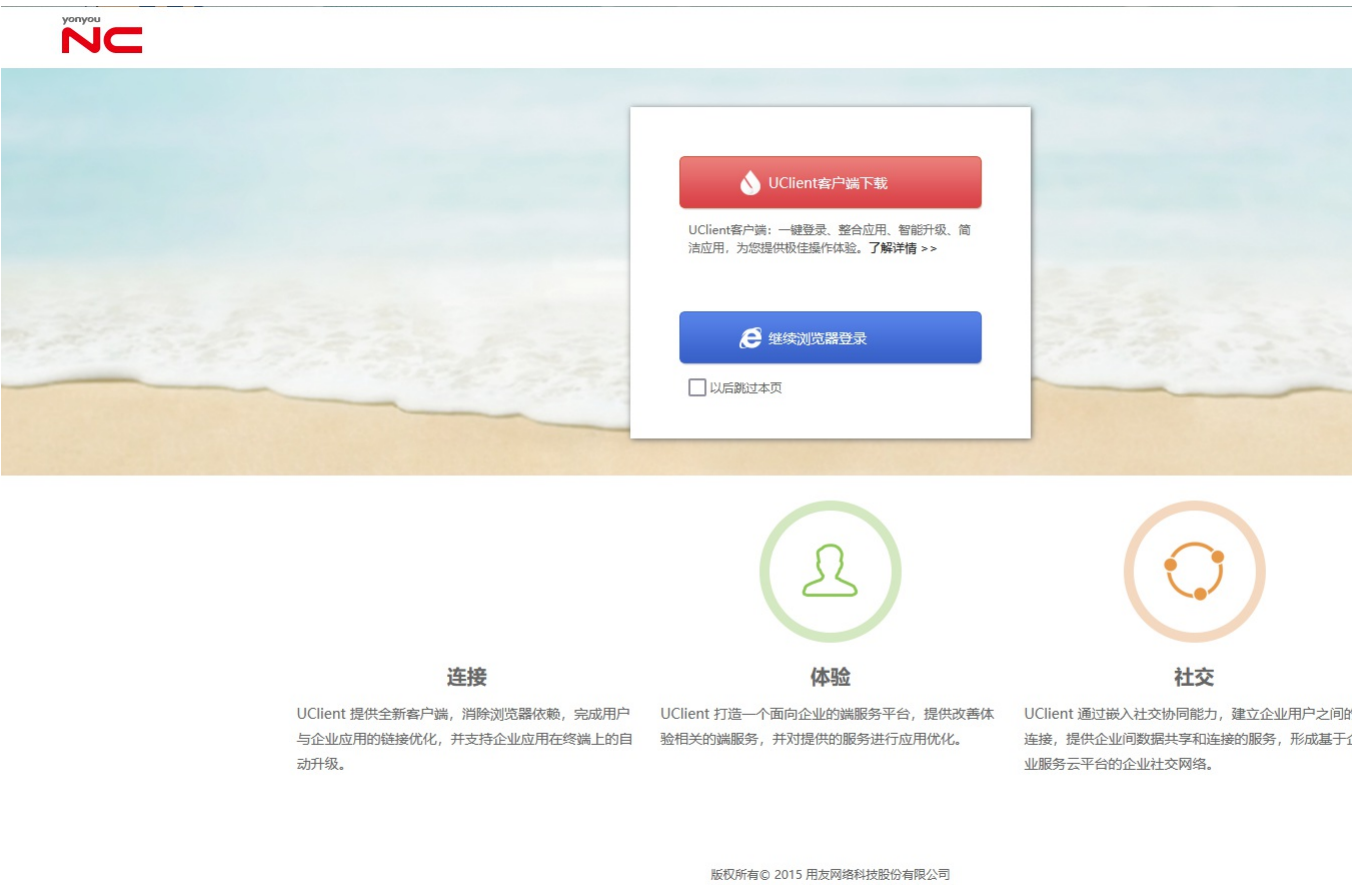 yonyou
NC
UClient客户端下载
UClient客户端：一键登录、整合应用、智能升级、简
洁应用，为您提供极佳操作体验。了解详情 >>
继续浏览器登录
以后跳过本页
连接
UClient 提供全新客户端，消除浏览器依赖，完成用户
与企业应用的链接优化，并支持企业应用在终端上的自
动升级。
体验
UClient 打造一个面向企业的端服务平台，提供改善体
验相关的端服务，并对提供的服务进行应用优化。
社交
UClient 通过嵌入社交协同能力，建立企业用户之间的
连接，提供企业间数据共享和连接的服务，形成基于企
业服务云平台的企业社交网络。
版权所有© 2015 用友网络科技股份有限公司